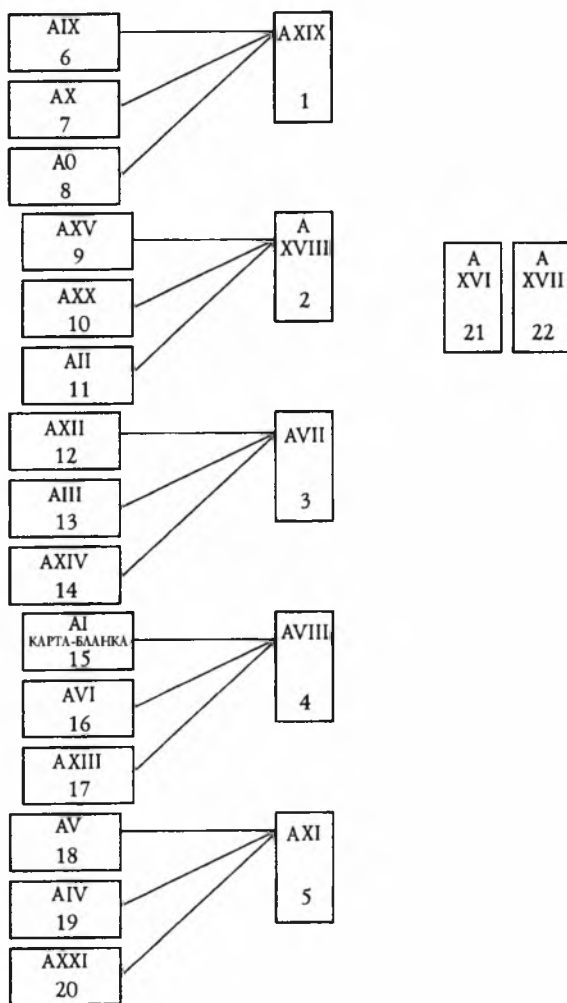 AIX
6
AX
7
A0
8
AXIX
1
AXV
9
AXX
10
AII
11
A
XVIII
2
A
XVI
21
A
XVII
22
AXII
12
AIII
13
AXIV
14
AVII
3
AI
КАРТА-БЛАНКА
15
AVI
16
AXIII
17
AVIII
4
AV
18
AIV
19
AXXI
20
AXI
5